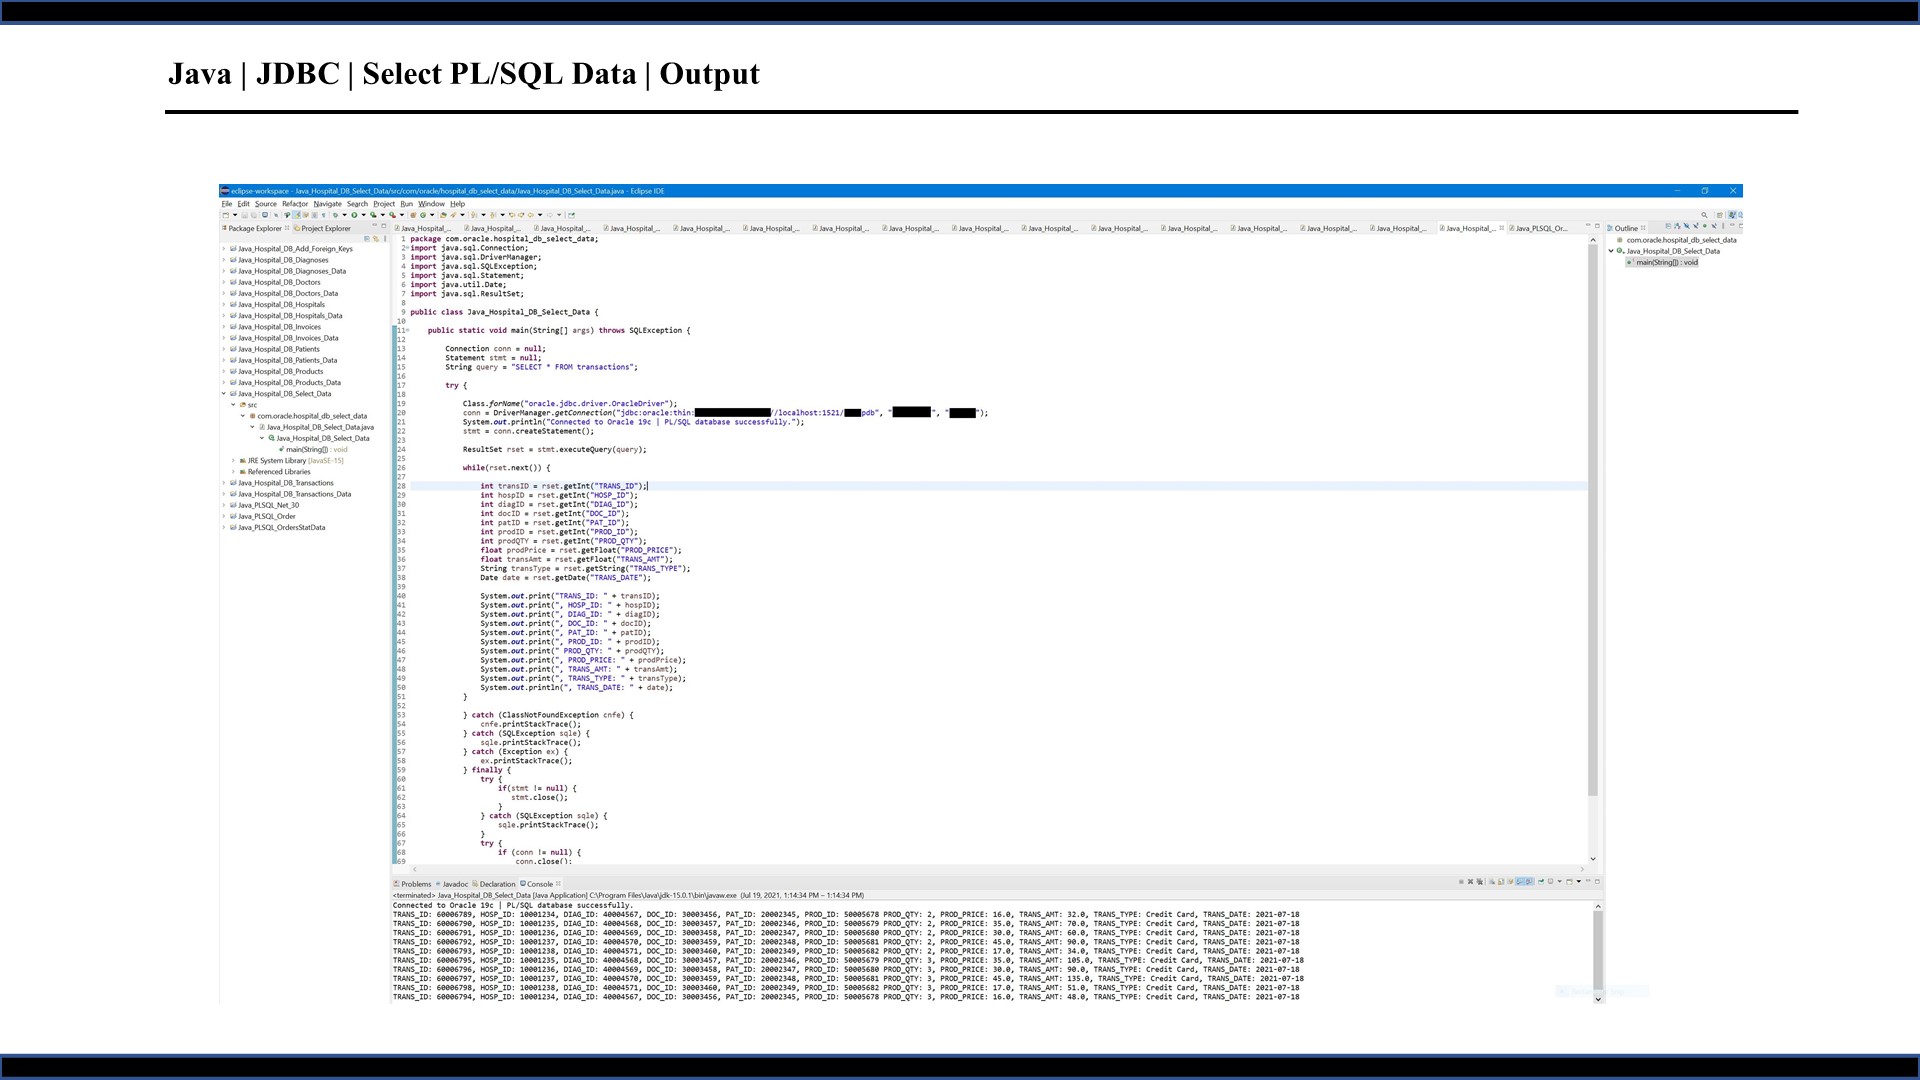 Java | JDBC | Select PL/SQL Data | Output
eclipse-workspace - Java_Hospital_DB_Select_Data/src/com/oracle/hospital_db_select_data/Java_Hospital_DB_Select_Data.java - Eclipse IDE
File Edit Source Refactor Navigate Search Project Run Window Help
Package Explorer Project Explorer
Java_Hospital_DB_Add_Foreign_Keys
Java_Hospital_DB_Diagnoses
Java_Hospital_DB_Diagnoses_Data
Java_Hospital_DB_Doctors
Java_Hospital_DB_Doctors_Data
Java_Hospital_DB_Hospitals
Java_Hospital_DB_Hospitals_Data
Java_Hospital_DB_Invoices
Java_Hospital_DB_Invoices_Data
Java_Hospital_DB_Patients
Java_Hospital_DB_Patients_Data
Java_Hospital_DB_Products
Java_Hospital_DB_Products_Data
Java_Hospital_DB_Select_Data
src
com.oracle.hospital_db_select_data
Java_Hospital_DB_Select_Data.java
Java_Hospital_DB_Select_Data
main(String[]) : void
JRE System Library [JavaSE-15]
Referenced Libraries
Java_Hospital_DB_Transactions
Java_Hospital_DB_Transactions_Data
Java_PLSQL_Net_30
Java_PLSQL_Order
Java_PLSQL_OrdersStatData
Java_Hospital_... Java_Hospital_... Java_Hospital_... Java_Hospital_... Java_Hospital_... Java_Hospital_... Java_Hospital_... Java_Hospital_... Java_Hospital_... Java_Hospital_... Java_Hospital_... Java_Hospital_... Java_Hospital_... Java_Hospital_... Java_Hospital_... Java_Hospital_... Java_PLSQL_Or...
1 package com.oracle.hospital_db_select_data;
2 import java.sql.Connection;
3 import java.sql.DriverManager;
4 import java.sql.SQLException;
5 import java.sql.Statement;
6 import java.util.Date;
7 import java.sql.ResultSet;
8
9 public class Java_Hospital_DB_Select_Data {
10
11 public static void main(String[] args) throws SQLException {
12
13 Connection conn = null;
14 Statement stmt = null;
15 String query = "SELECT * FROM transactions";
16
17 try {
18
19 Class.forName("oracle.jdbc.driver.OracleDriver");
20 conn = DriverManager.getConnection("jdbc:oracle:thin: //localhost:1521/ pdb", " ", " ");
21 System.out.println("Connected to Oracle 19c | PL/SQL database successfully.");
22 stmt = conn.createStatement();
23
24 ResultSet rset = stmt.executeQuery(query);
25
26 while(rset.next()) {
27
28 int transID = rset.getInt("TRANS_ID");
29 int hospID = rset.getInt("HOSP_ID");
30 int diagID = rset.getInt("DIAG_ID");
31 int docID = rset.getInt("DOC_ID");
32 int patID = rset.getInt("PAT_ID");
33 int prodID = rset.getInt("PROD_ID");
34 int prodQTY = rset.getInt("PROD_QTY");
35 float prodPrice = rset.getFloat("PROD_PRICE");
36 float transAmt = rset.getFloat("TRANS_AMT");
37 String transType = rset.getString("TRANS_TYPE");
38 Date date = rset.getDate("TRANS_DATE");
39
40 System.out.print("TRANS_ID: " + transID);
41 System.out.print(", HOSP_ID: " + hospID);
42 System.out.print(", DIAG_ID: " + diagID);
43 System.out.print(", DOC_ID: " + docID);
44 System.out.print(", PAT_ID: " + patID);
45 System.out.print(", PROD_ID: " + prodID);
46 System.out.print(" PROD_QTY: " + prodQTY);
47 System.out.print(", PROD_PRICE: " + prodPrice);
48 System.out.print(", TRANS_AMT: " + transAmt);
49 System.out.print(", TRANS_TYPE: " + transType);
50 System.out.println(", TRANS_DATE: " + date);
51 }
52
53 } catch (ClassNotFoundException cnfe) {
54 cnfe.printStackTrace();
55 } catch (SQLException sqle) {
56 sqle.printStackTrace();
57 } catch (Exception ex) {
58 ex.printStackTrace();
59 } finally {
60 try {
61 if(stmt != null) {
62 stmt.close();
63 }
64 } catch (SQLException sqle) {
65 sqle.printStackTrace();
66 }
67 try {
68 if (conn != null) {
69 conn.close();
Outline
com.oracle.hospital_db_select_data
Java_Hospital_DB_Select_Data
main(String[]) : void
Problems Javadoc Declaration Console
<terminated> Java_Hospital_DB_Select_Data [Java Application] C:\Program Files\Java\jdk-15.0.1\bin\javaw.exe (Jul 19, 2021, 1:14:34 PM – 1:14:34 PM)
Connected to Oracle 19c | PL/SQL database successfully.
TRANS_ID: 60006789, HOSP_ID: 10001234, DIAG_ID: 40004567, DOC_ID: 30003456, PAT_ID: 20002345, PROD_ID: 50005678 PROD_QTY: 2, PROD_PRICE: 16.0, TRANS_AMT: 32.0, TRANS_TYPE: Credit Card, TRANS_DATE: 2021-07-18
TRANS_ID: 60006790, HOSP_ID: 10001235, DIAG_ID: 40004568, DOC_ID: 30003457, PAT_ID: 20002346, PROD_ID: 50005679 PROD_QTY: 2, PROD_PRICE: 35.0, TRANS_AMT: 70.0, TRANS_TYPE: Credit Card, TRANS_DATE: 2021-07-18
TRANS_ID: 60006791, HOSP_ID: 10001236, DIAG_ID: 40004569, DOC_ID: 30003458, PAT_ID: 20002347, PROD_ID: 50005680 PROD_QTY: 2, PROD_PRICE: 30.0, TRANS_AMT: 60.0, TRANS_TYPE: Credit Card, TRANS_DATE: 2021-07-18
TRANS_ID: 60006792, HOSP_ID: 10001237, DIAG_ID: 40004570, DOC_ID: 30003459, PAT_ID: 20002348, PROD_ID: 50005681 PROD_QTY: 2, PROD_PRICE: 45.0, TRANS_AMT: 90.0, TRANS_TYPE: Credit Card, TRANS_DATE: 2021-07-18
TRANS_ID: 60006793, HOSP_ID: 10001238, DIAG_ID: 40004571, DOC_ID: 30003460, PAT_ID: 20002349, PROD_ID: 50005682 PROD_QTY: 2, PROD_PRICE: 17.0, TRANS_AMT: 34.0, TRANS_TYPE: Credit Card, TRANS_DATE: 2021-07-18
TRANS_ID: 60006795, HOSP_ID: 10001235, DIAG_ID: 40004568, DOC_ID: 30003457, PAT_ID: 20002346, PROD_ID: 50005679 PROD_QTY: 3, PROD_PRICE: 35.0, TRANS_AMT: 105.0, TRANS_TYPE: Credit Card, TRANS_DATE: 2021-07-18
TRANS_ID: 60006796, HOSP_ID: 10001236, DIAG_ID: 40004569, DOC_ID: 30003458, PAT_ID: 20002347, PROD_ID: 50005680 PROD_QTY: 3, PROD_PRICE: 30.0, TRANS_AMT: 90.0, TRANS_TYPE: Credit Card, TRANS_DATE: 2021-07-18
TRANS_ID: 60006797, HOSP_ID: 10001237, DIAG_ID: 40004570, DOC_ID: 30003459, PAT_ID: 20002348, PROD_ID: 50005681 PROD_QTY: 3, PROD_PRICE: 45.0, TRANS_AMT: 135.0, TRANS_TYPE: Credit Card, TRANS_DATE: 2021-07-18
TRANS_ID: 60006798, HOSP_ID: 10001238, DIAG_ID: 40004571, DOC_ID: 30003460, PAT_ID: 20002349, PROD_ID: 50005682 PROD_QTY: 3, PROD_PRICE: 17.0, TRANS_AMT: 51.0, TRANS_TYPE: Credit Card, TRANS_DATE: 2021-07-18
TRANS_ID: 60006794, HOSP_ID: 10001234, DIAG_ID: 40004567, DOC_ID: 30003456, PAT_ID: 20002345, PROD_ID: 50005678 PROD_QTY: 3, PROD_PRICE: 16.0, TRANS_AMT: 48.0, TRANS_TYPE: Credit Card, TRANS_DATE: 2021-07-18